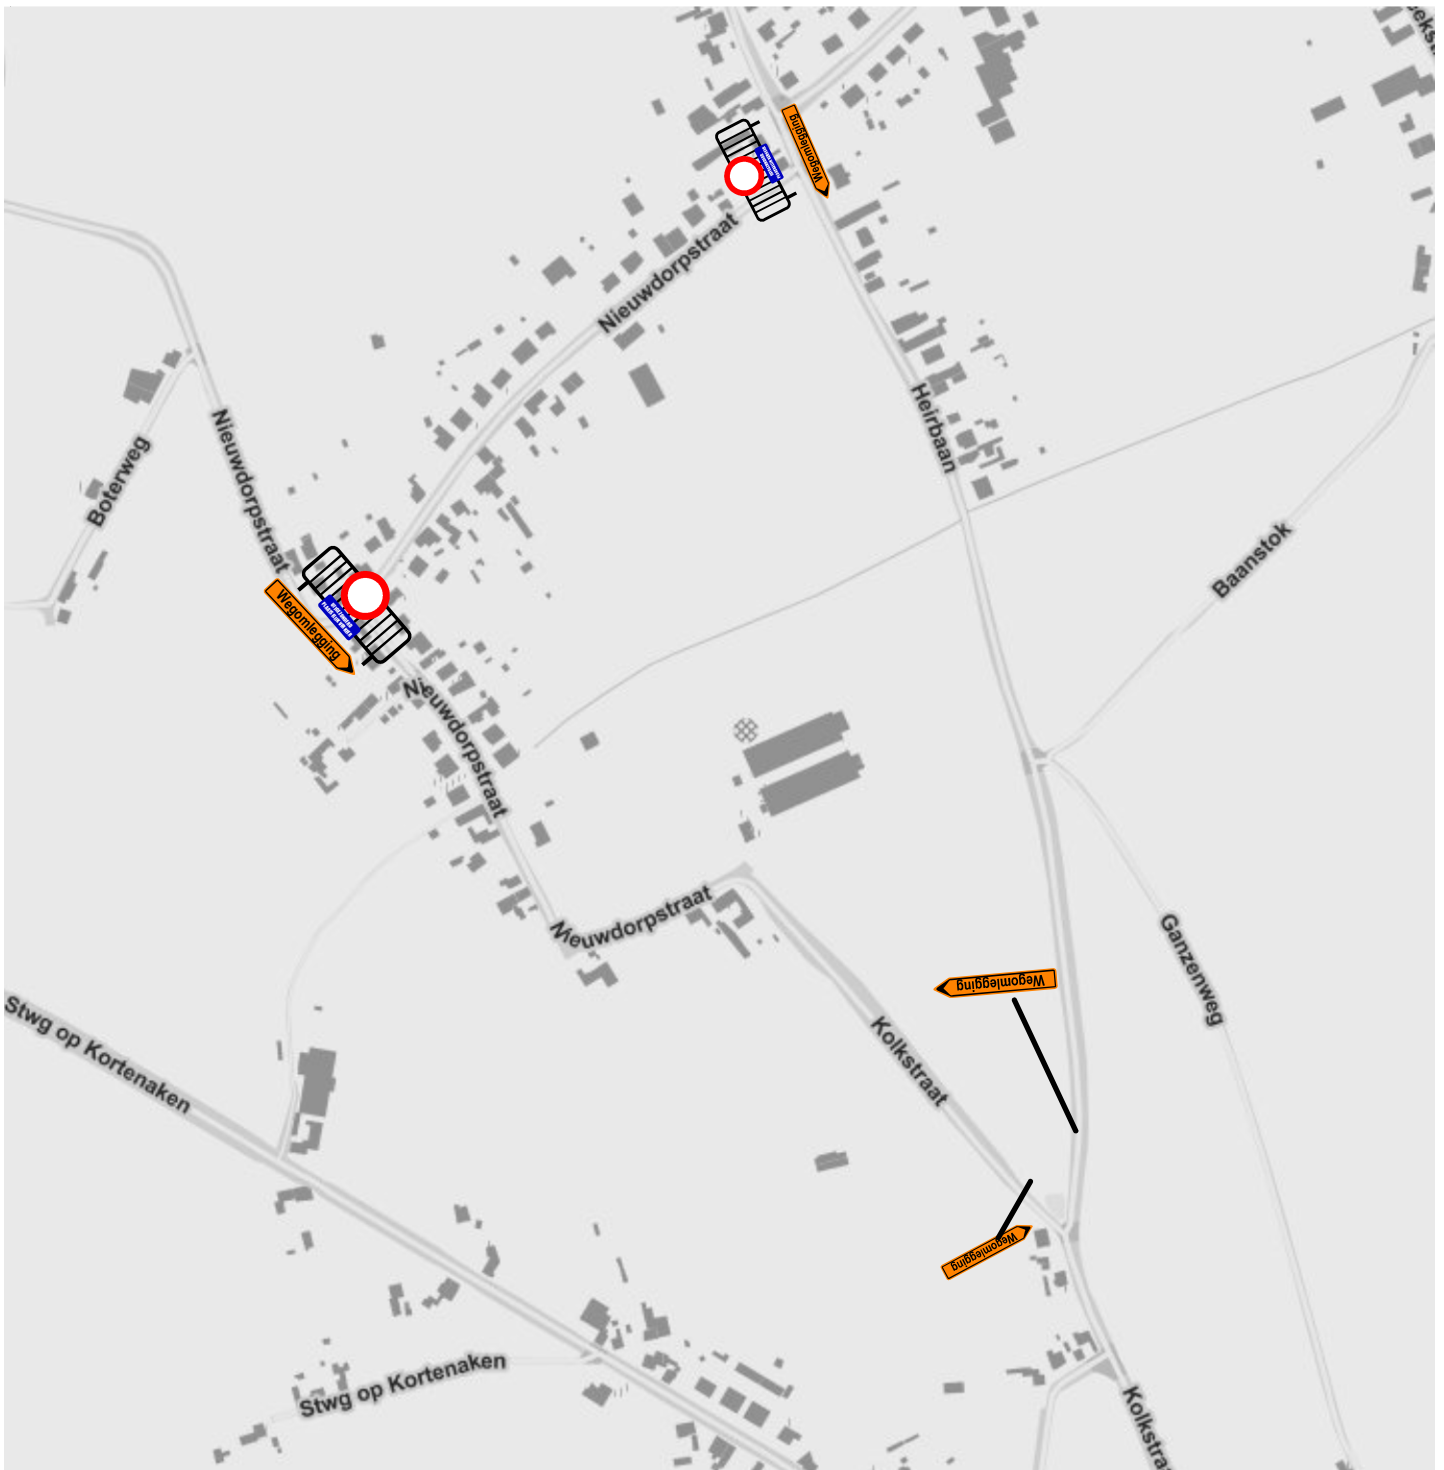 Wegomlegging
Nieuwdorpstraat
Heirbaan
Nieuwdorpstraat
Boterweg
Baanstok
Wegomlegging
Nieuwdorpstraat
Nieuwdorpstraat
Ganzenweg
Wegomlegging
Stwg op Kortenaken
Kolkstraat
Wegomlegging
Stwg op Kortenaken
Kolkstra